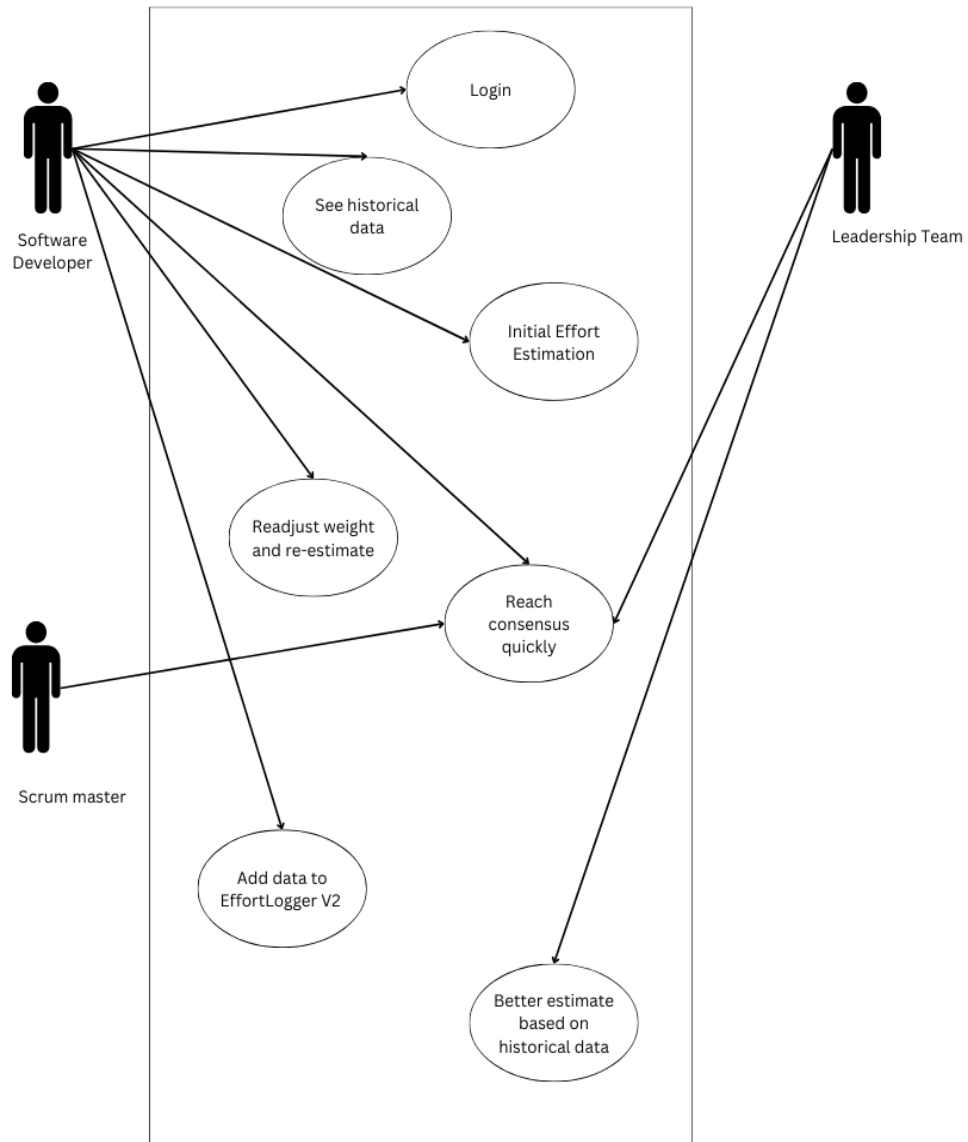 Login
See historical
data
Software
Developer
Leadership Team
Initial Effort
Estimation
Readjust weight
and re-estimate
Reach
consensus
quickly
Scrum master
Add data to
EffortLogger V2
Better estimate
based on
historical data